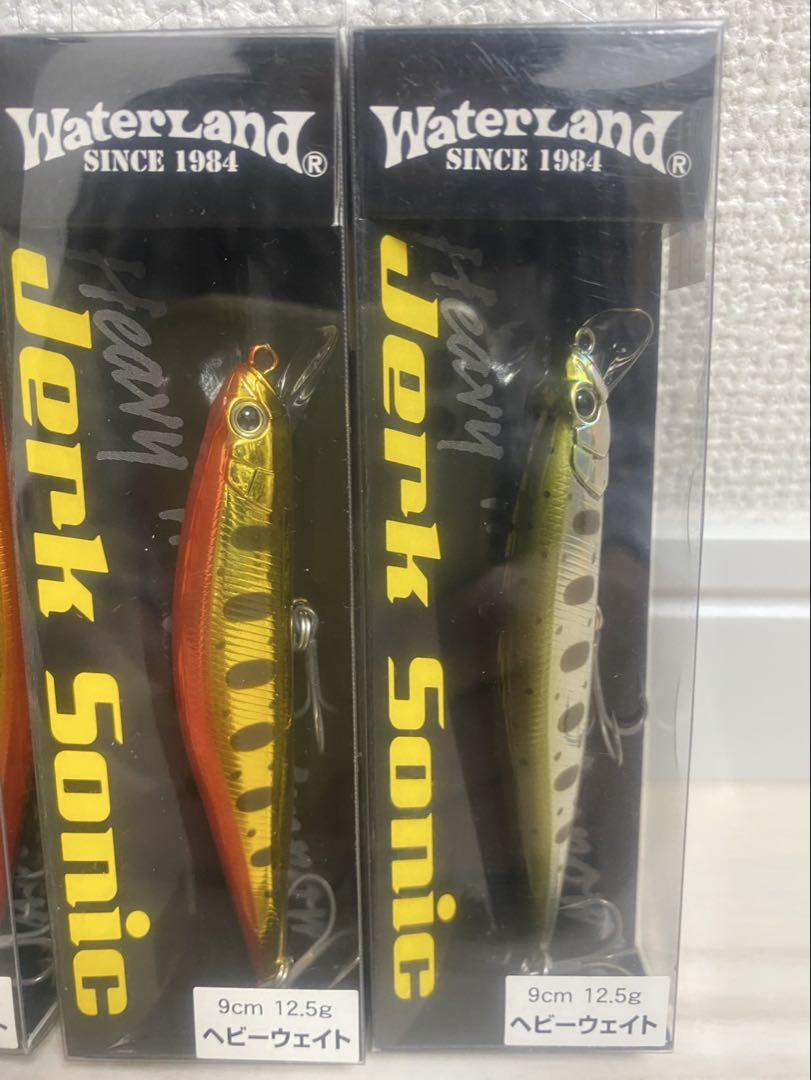 WaterLand
SINCE 1984 ®
Heavy
Jerk Sonic
9cm 12.5g
ヘビーウェイト
WaterLand
SINCE 1984 ®
Heavy
Jerk Sonic
9cm 12.5g
ヘビーウェイト
ト